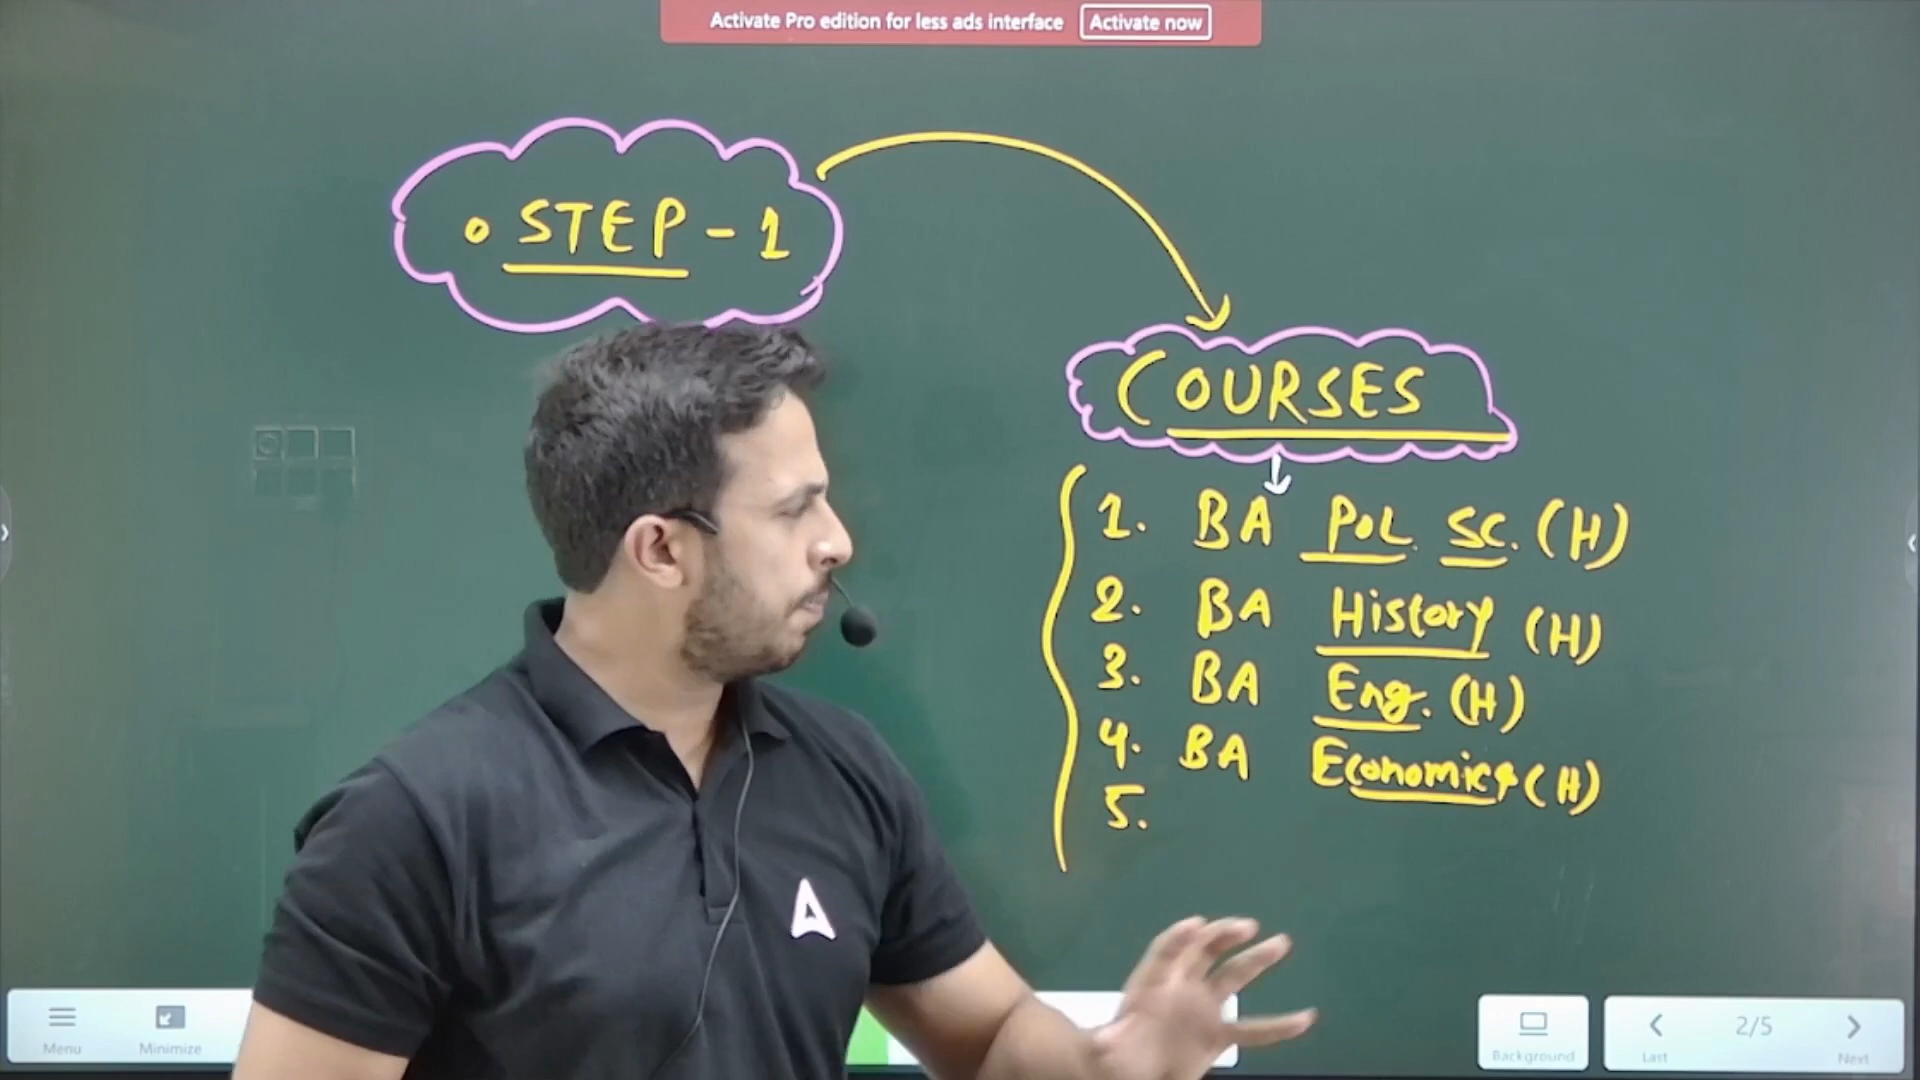 Activate Pro edition for less ads interface Activate now
STEP - 1
COURSES
1. BA POL. SC. (H)
2. BA History (H)
3. BA Eng. (H)
4. BA Economics (H)
5.
Menu
Minimize
Background
Last
2/5
Next